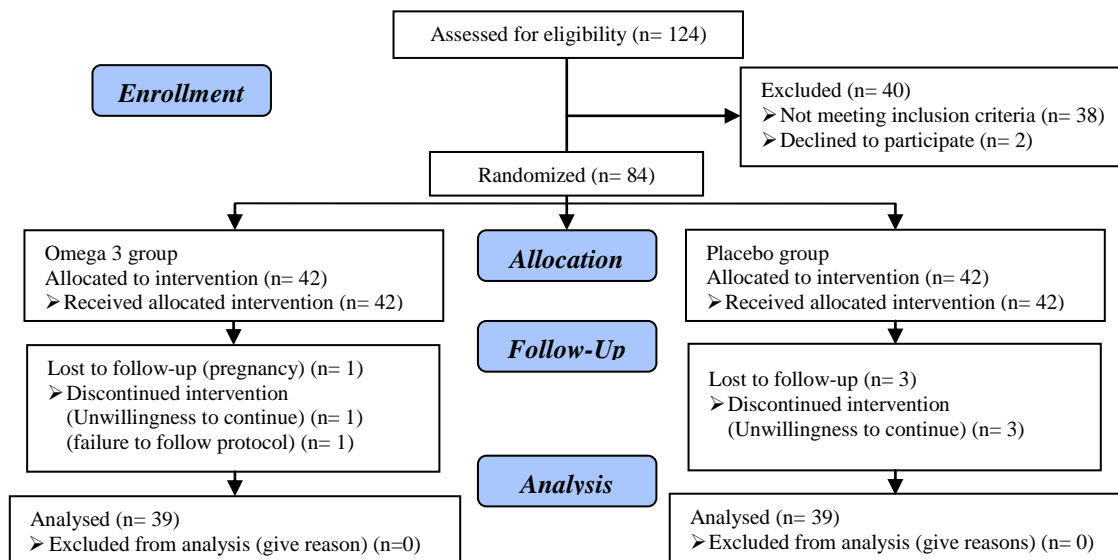 Assessed for eligibility (n= 124)
Enrollment
Excluded (n= 40)
➢Not meeting inclusion criteria (n= 38)
➢Declined to participate (n= 2)
Randomized (n= 84)
Omega 3 group
Allocated to intervention (n= 42)
➢Received allocated intervention (n= 42)
Allocation
Placebo group
Allocated to intervention (n= 42)
➢Received allocated intervention (n= 42)
Follow-Up
Lost to follow-up (pregnancy) (n= 1)
➢Discontinued intervention
(Unwillingness to continue) (n= 1)
(failure to follow protocol) (n= 1)
Lost to follow-up (n= 3)
➢Discontinued intervention
(Unwillingness to continue) (n= 3)
Analysis
Analysed (n= 39)
➢Excluded from analysis (give reason) (n=0)
Analysed (n= 39)
➢Excluded from analysis (give reasons) (n= 0)